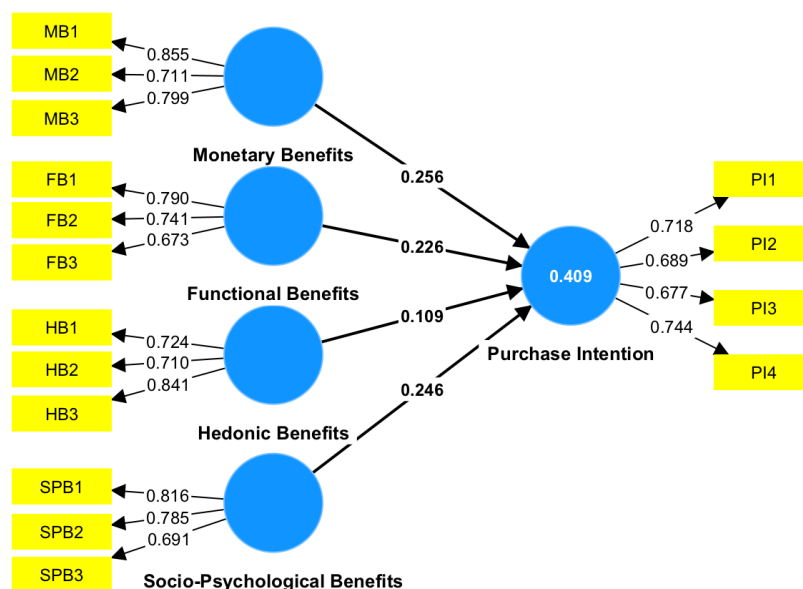 MB1
0.855
MB2
0.711
0.799
MB3
Monetary Benefits
0.256
FB1
0.790
FB2
0.741
0.673
FB3
Functional Benefits
0.226
HB1
0.724
HB2
0.710
0.841
HB3
Hedonic Benefits
0.109
SPB1
0.816
SPB2
0.785
0.691
SPB3
Socio-Psychological Benefits
0.246
0.409
Purchase Intention
PI1
0.718
PI2
0.689
PI3
0.677
0.744
PI4